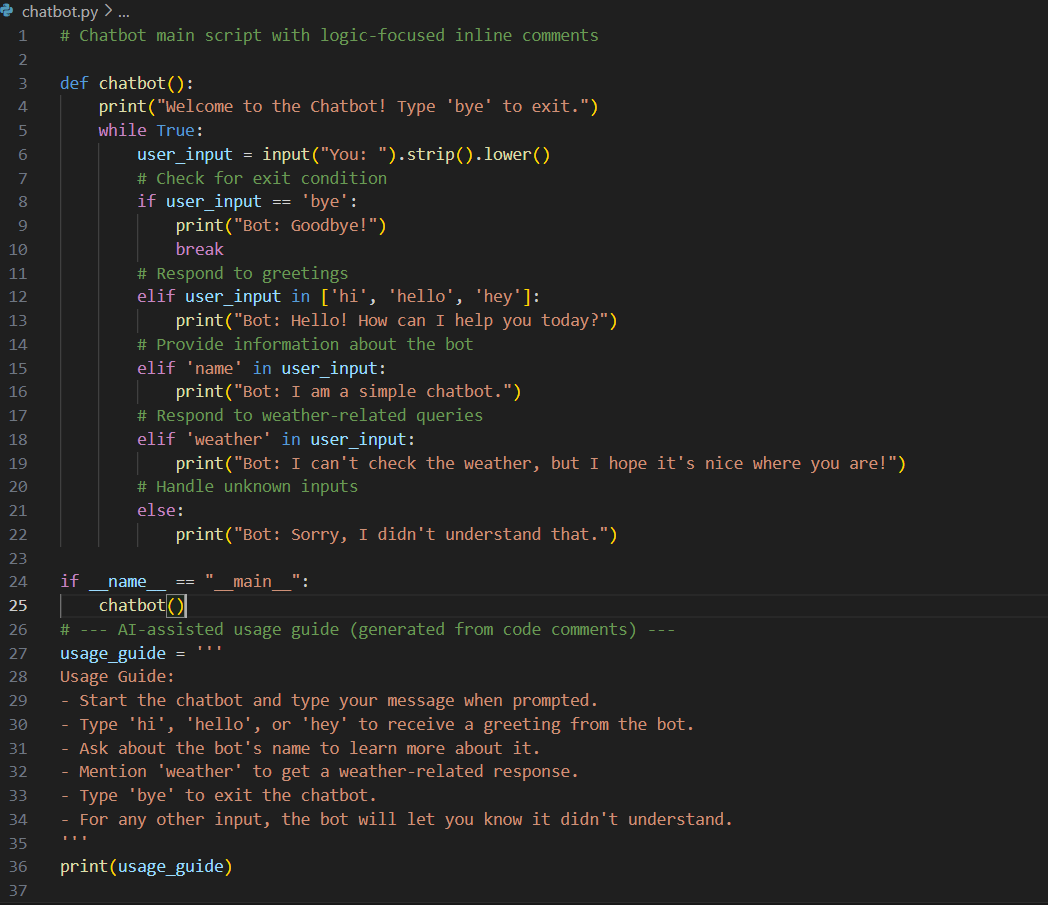 chatbot.py > ...
1 # Chatbot main script with logic-focused inline comments
2
3 def chatbot():
4     print("Welcome to the Chatbot! Type 'bye' to exit.")
5     while True:
6         user_input = input("You: ").strip().lower()
7         # Check for exit condition
8         if user_input == 'bye':
9             print("Bot: Goodbye!")
10             break
11         # Respond to greetings
12         elif user_input in ['hi', 'hello', 'hey']:
13             print("Bot: Hello! How can I help you today?")
14         # Provide information about the bot
15         elif 'name' in user_input:
16             print("Bot: I am a simple chatbot.")
17         # Respond to weather-related queries
18         elif 'weather' in user_input:
19             print("Bot: I can't check the weather, but I hope it's nice where you are!")
20         # Handle unknown inputs
21         else:
22             print("Bot: Sorry, I didn't understand that.")
23
24 if __name__ == "__main__":
25     chatbot()
26 # --- AI-assisted usage guide (generated from code comments) ---
27 usage_guide = '''
28 Usage Guide:
29 - Start the chatbot and type your message when prompted.
30 - Type 'hi', 'hello', or 'hey' to receive a greeting from the bot.
31 - Ask about the bot's name to learn more about it.
32 - Mention 'weather' to get a weather-related response.
33 - Type 'bye' to exit the chatbot.
34 - For any other input, the bot will let you know it didn't understand.
35 '''
36 print(usage_guide)
37